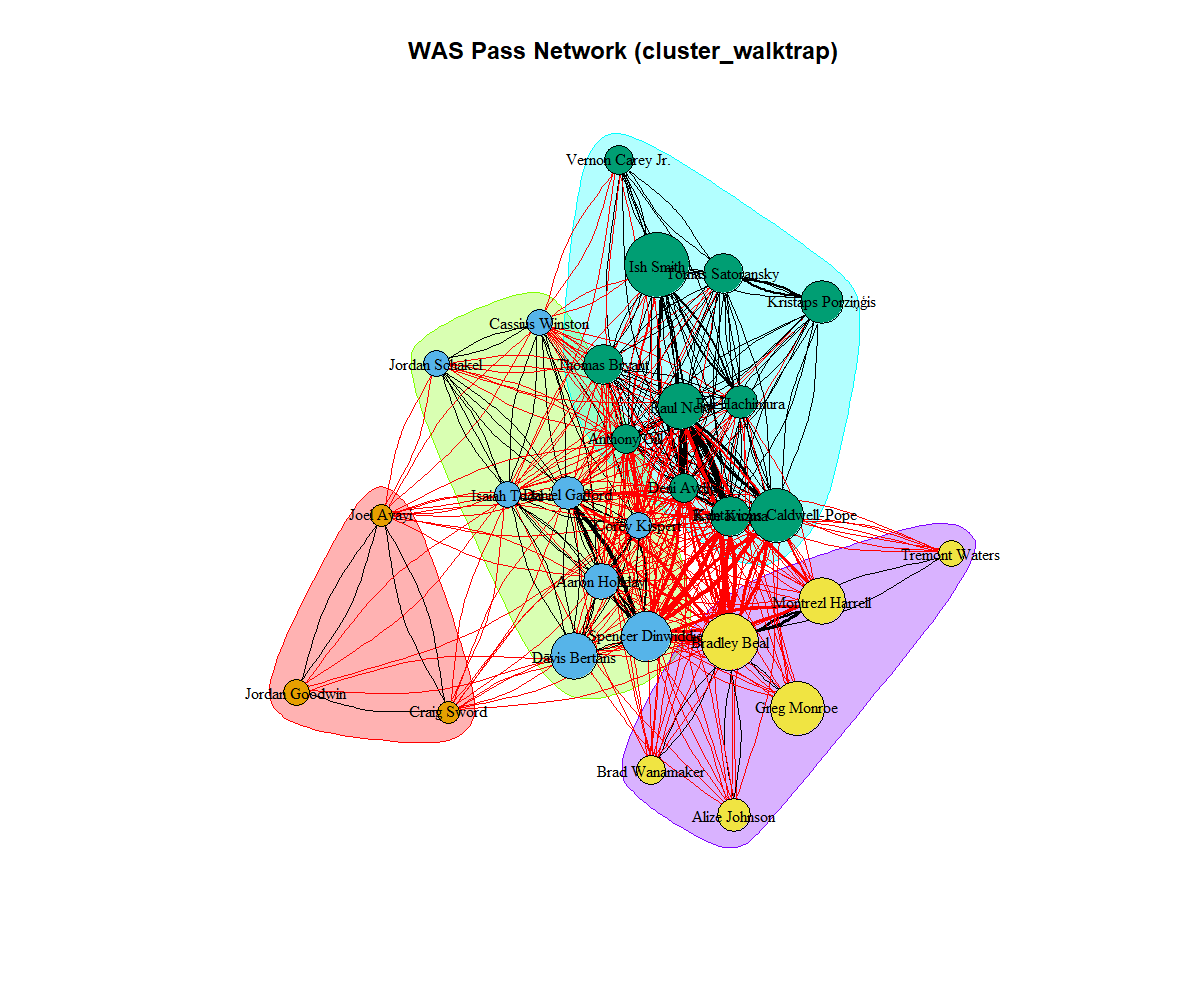 WAS Pass Network (cluster_walktrap)
Vernon Carey Jr.
Ish Smith
Tomas Satoransky
Kristaps Porziņģis
Cassius Winston
Jordan Schakel
Thomas Bryant
Raul Neto
Rui Hachimura
Anthony Gill
Deni Avdija
Isaiah Todd
Daniel Gafford
Joel Ayayi
Corey Kispert
Kyle Kuzma
Kentavious Caldwell-Pope
Tremont Waters
Aaron Holiday
Montrezl Harrell
Spencer Dinwiddie
Bradley Beal
Davis Bertans
Jordan Goodwin
Craig Sword
Greg Monroe
Brad Wanamaker
Alize Johnson